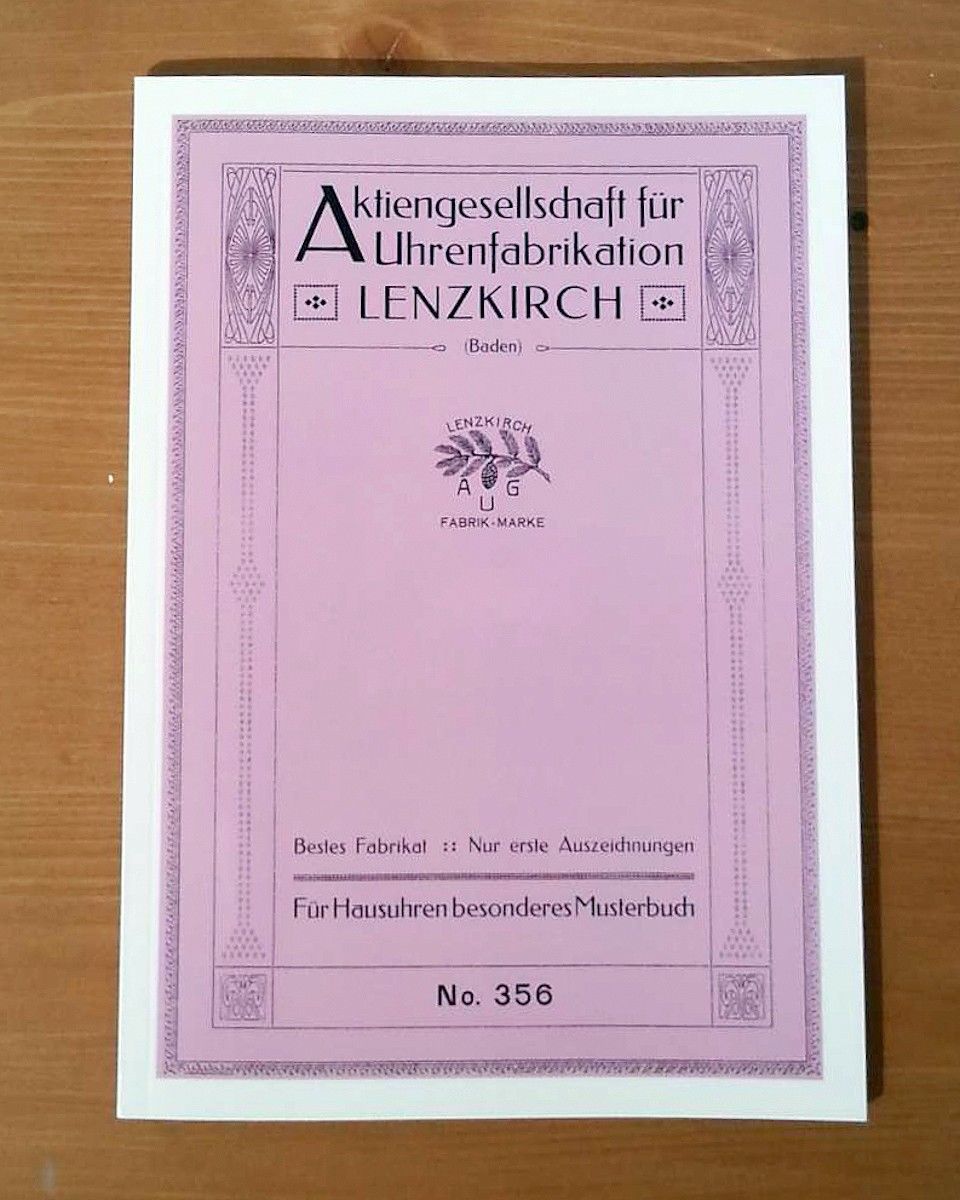 Aktiengesellschaft für
Uhrenfabrikation
LENZKIRCH
(Baden)
LENZKIRCH
A U G
FABRIK-MARKE
Bestes Fabrikat :: Nur erste Auszeichnungen
Für Hausuhren besonderes Musterbuch
No. 356